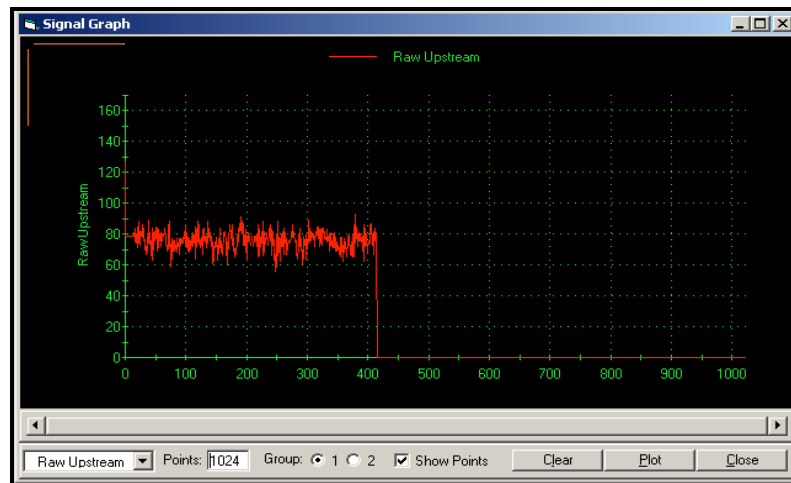 Signal Graph
Raw Upstream
160
140
120
100
80
60
40
20
0
Raw Upstream
0 100 200 300 400 500 600 700 800 900 1000
Raw Upstream Points: 1024 Group: 1 2 Show Points Clear Plot Close